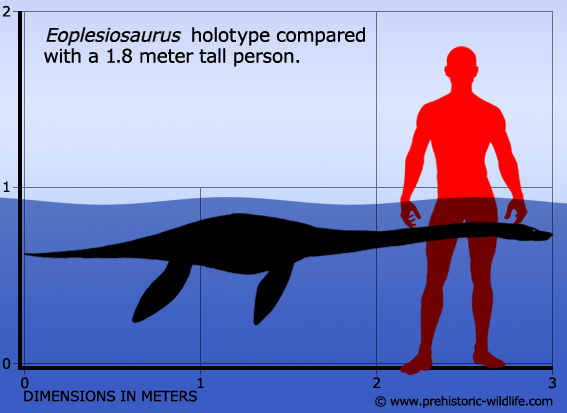 2
Eoplesiosaurus holotype compared
with a 1.8 meter tall person.
1
0
0 1 2 3
DIMENSIONS IN METERS © www.prehistoric-wildlife.com